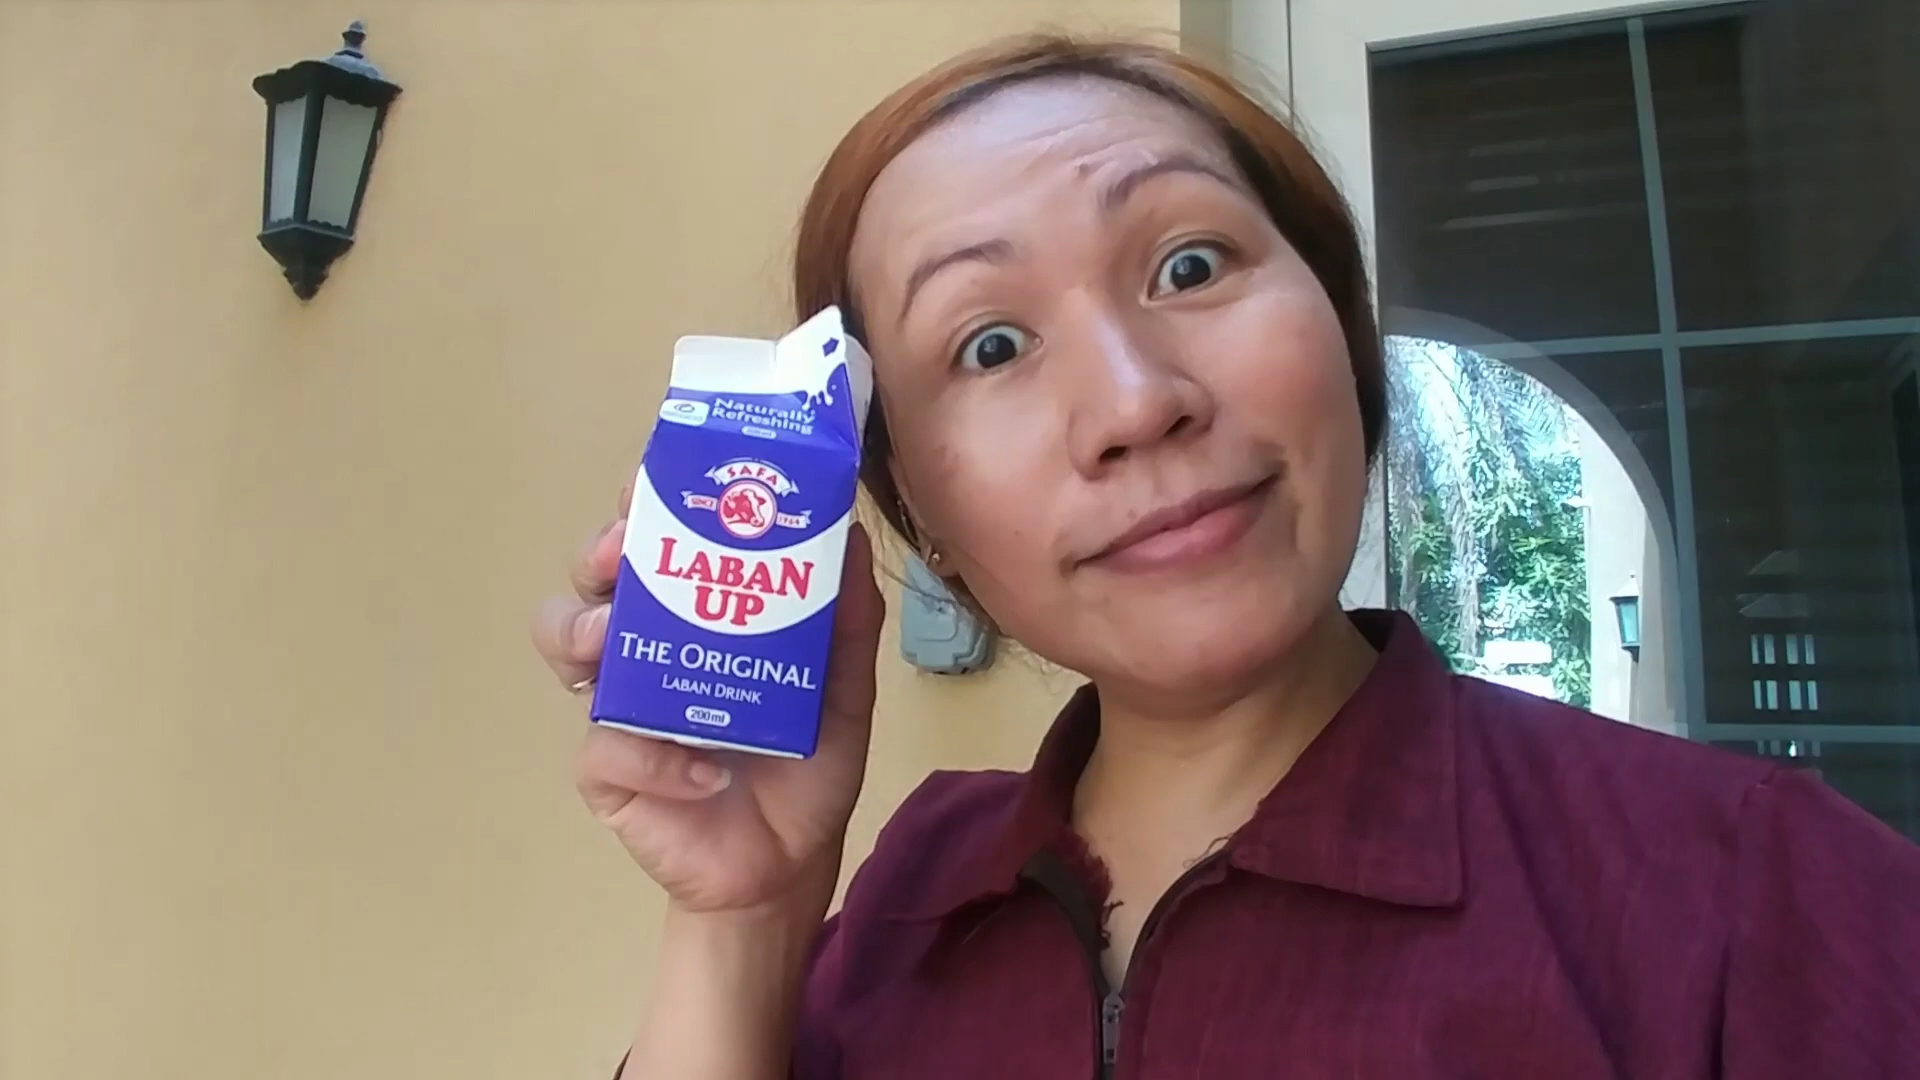 Naturally
Refreshing
SAFA
SINCE 1964
LABAN
UP
THE ORIGINAL
LABAN DRINK
200ml